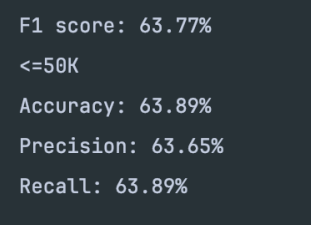 F1 score: 63.77%
<=50K
Accuracy: 63.89%
Precision: 63.65%
Recall: 63.89%